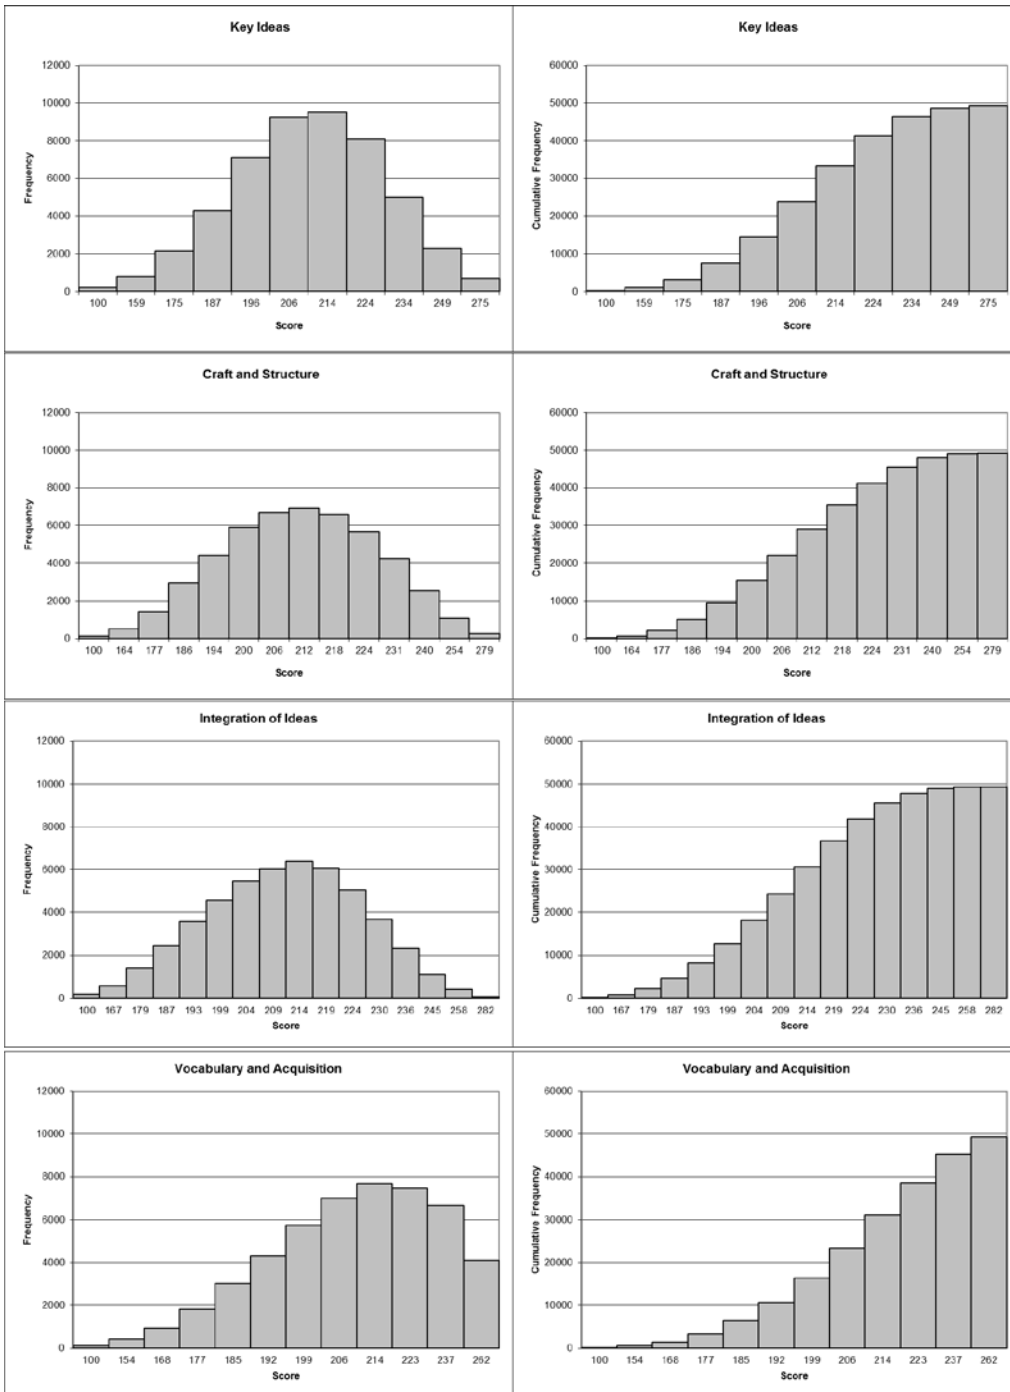 Key Ideas
12000
10000
8000
6000
4000
2000
0
Frequency
100 159 175 187 196 206 214 224 234 249 275
Score
Key Ideas
60000
50000
40000
30000
20000
10000
0
Cumulative Frequency
100 159 175 187 196 206 214 224 234 249 275
Score
Craft and Structure
12000
10000
8000
6000
4000
2000
0
Frequency
100 164 177 186 194 200 206 212 218 224 231 240 254 279
Score
Craft and Structure
60000
50000
40000
30000
20000
10000
0
Cumulative Frequency
100 164 177 186 194 200 206 212 218 224 231 240 254 279
Score
Integration of Ideas
12000
10000
8000
6000
4000
2000
0
Frequency
100 167 179 187 193 199 204 209 214 219 224 230 236 245 258 282
Score
Integration of Ideas
60000
50000
40000
30000
20000
10000
0
Cumulative Frequency
100 167 179 187 193 199 204 209 214 219 224 230 236 245 258 282
Score
Vocabulary and Acquisition
12000
10000
8000
6000
4000
2000
0
Frequency
100 154 168 177 185 192 199 206 214 223 237 262
Score
Vocabulary and Acquisition
60000
50000
40000
30000
20000
10000
0
Cumulative Frequency
100 154 168 177 185 192 199 206 214 223 237 262
Score